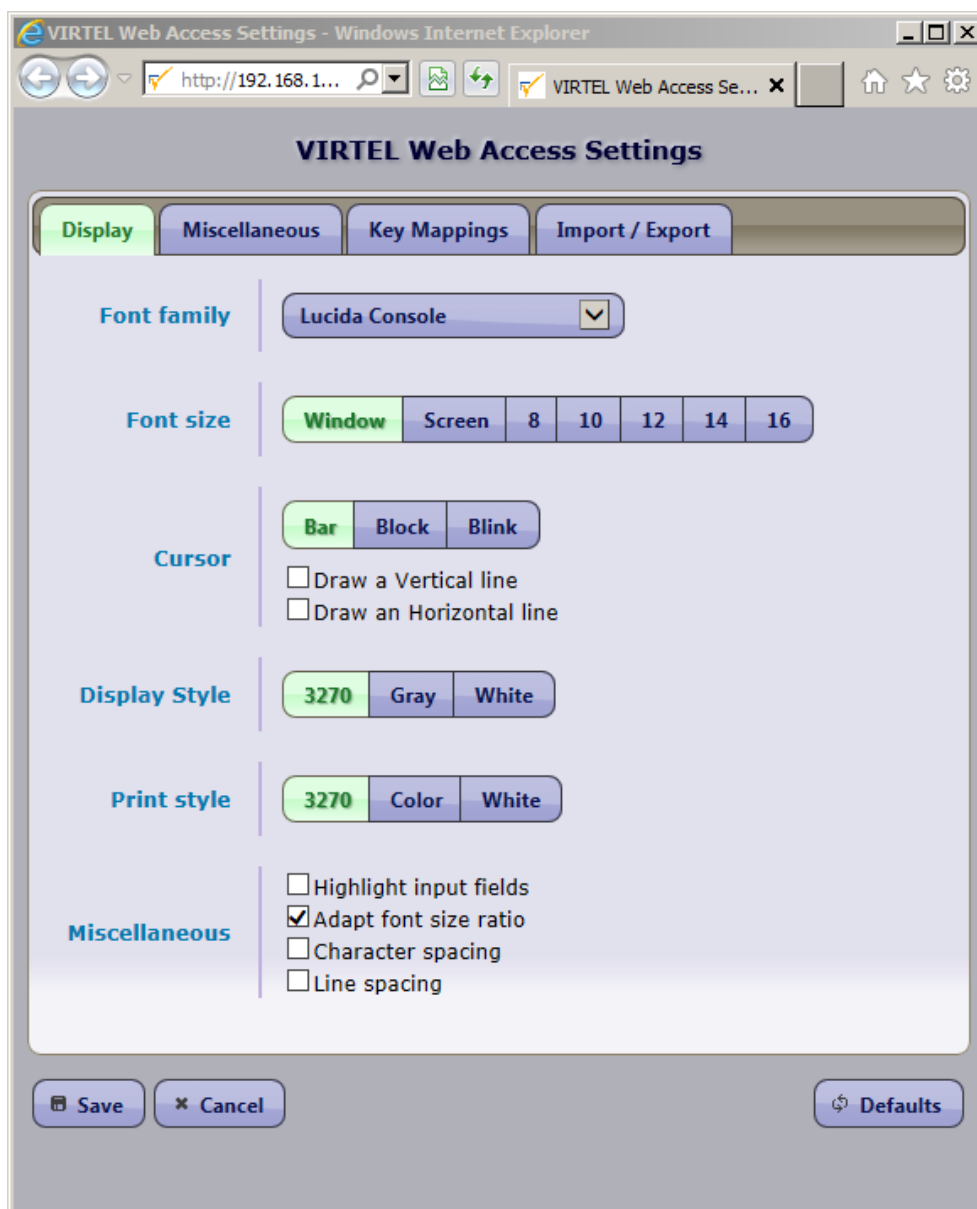 VIRTEL Web Access Settings - Windows Internet Explorer
http://192.168.1... VIRTEL Web Access Se...
VIRTEL Web Access Settings
Display Miscellaneous Key Mappings Import / Export
Font family Lucida Console
Font size Window Screen 8 10 12 14 16
Bar Block Blink
Cursor
Draw a Vertical line
Draw an Horizontal line
Display Style 3270 Gray White
Print style 3270 Color White
Highlight input fields
Adapt font size ratio
Miscellaneous
Character spacing
Line spacing
Save Cancel Defaults